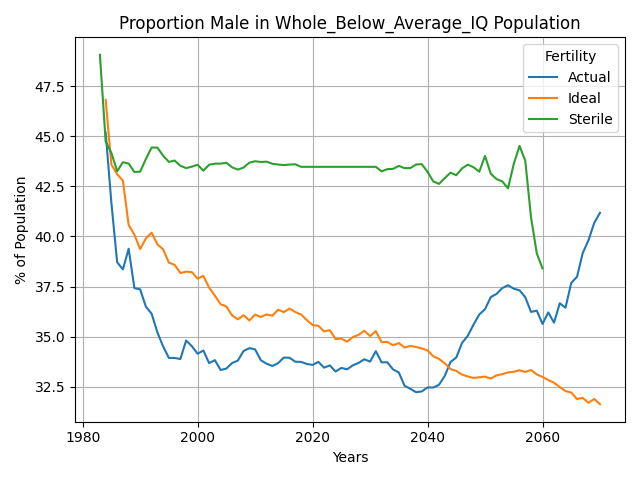 Proportion Male in Whole_Below_Average_IQ Population
% of Population
47.5
45.0
42.5
40.0
37.5
35.0
32.5
Fertility
Actual
Ideal
Sterile
1980
2000
2020
2040
2060
Years